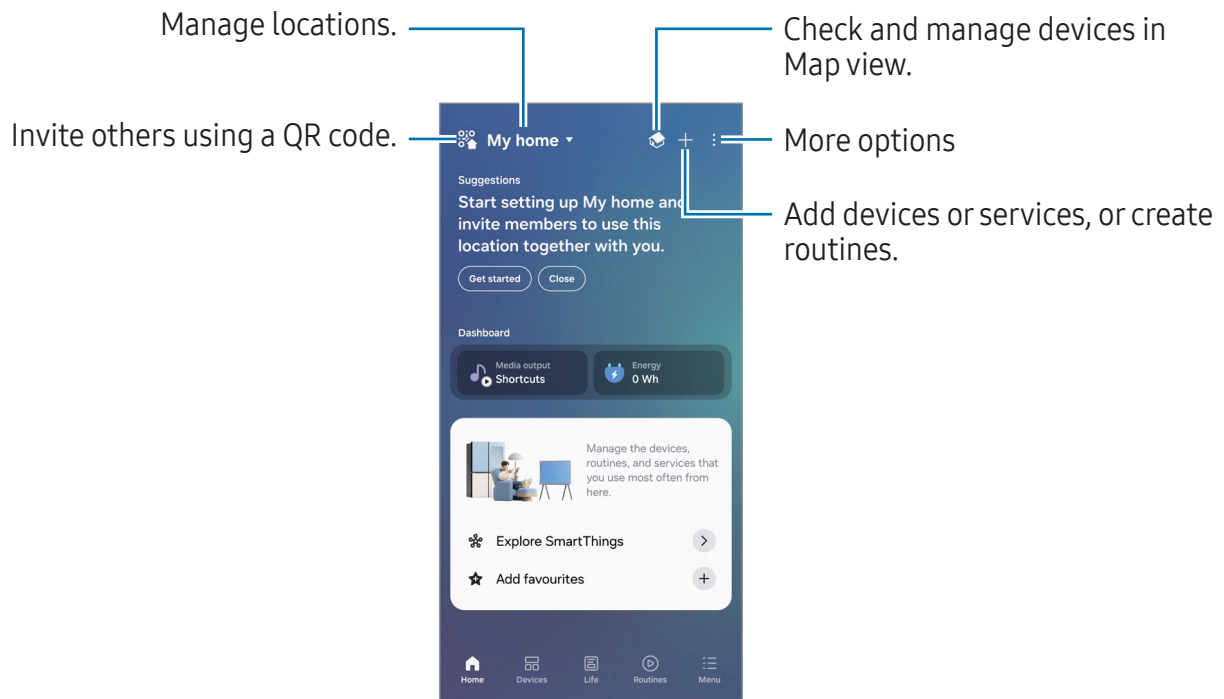 Manage locations.
Check and manage devices in
Map view.
Invite others using a QR code.
My home
More options
Add devices or services, or create
routines.
Suggestions
Start setting up My home and
invite members to use this
location together with you.
Get started
Close
Dashboard
Media output
Shortcuts
Energy
0 Wh
Manage the devices,
routines, and services that
you use most often from
here.
Explore SmartThings
Add favourites
Home
Devices
Life
Routines
Menu